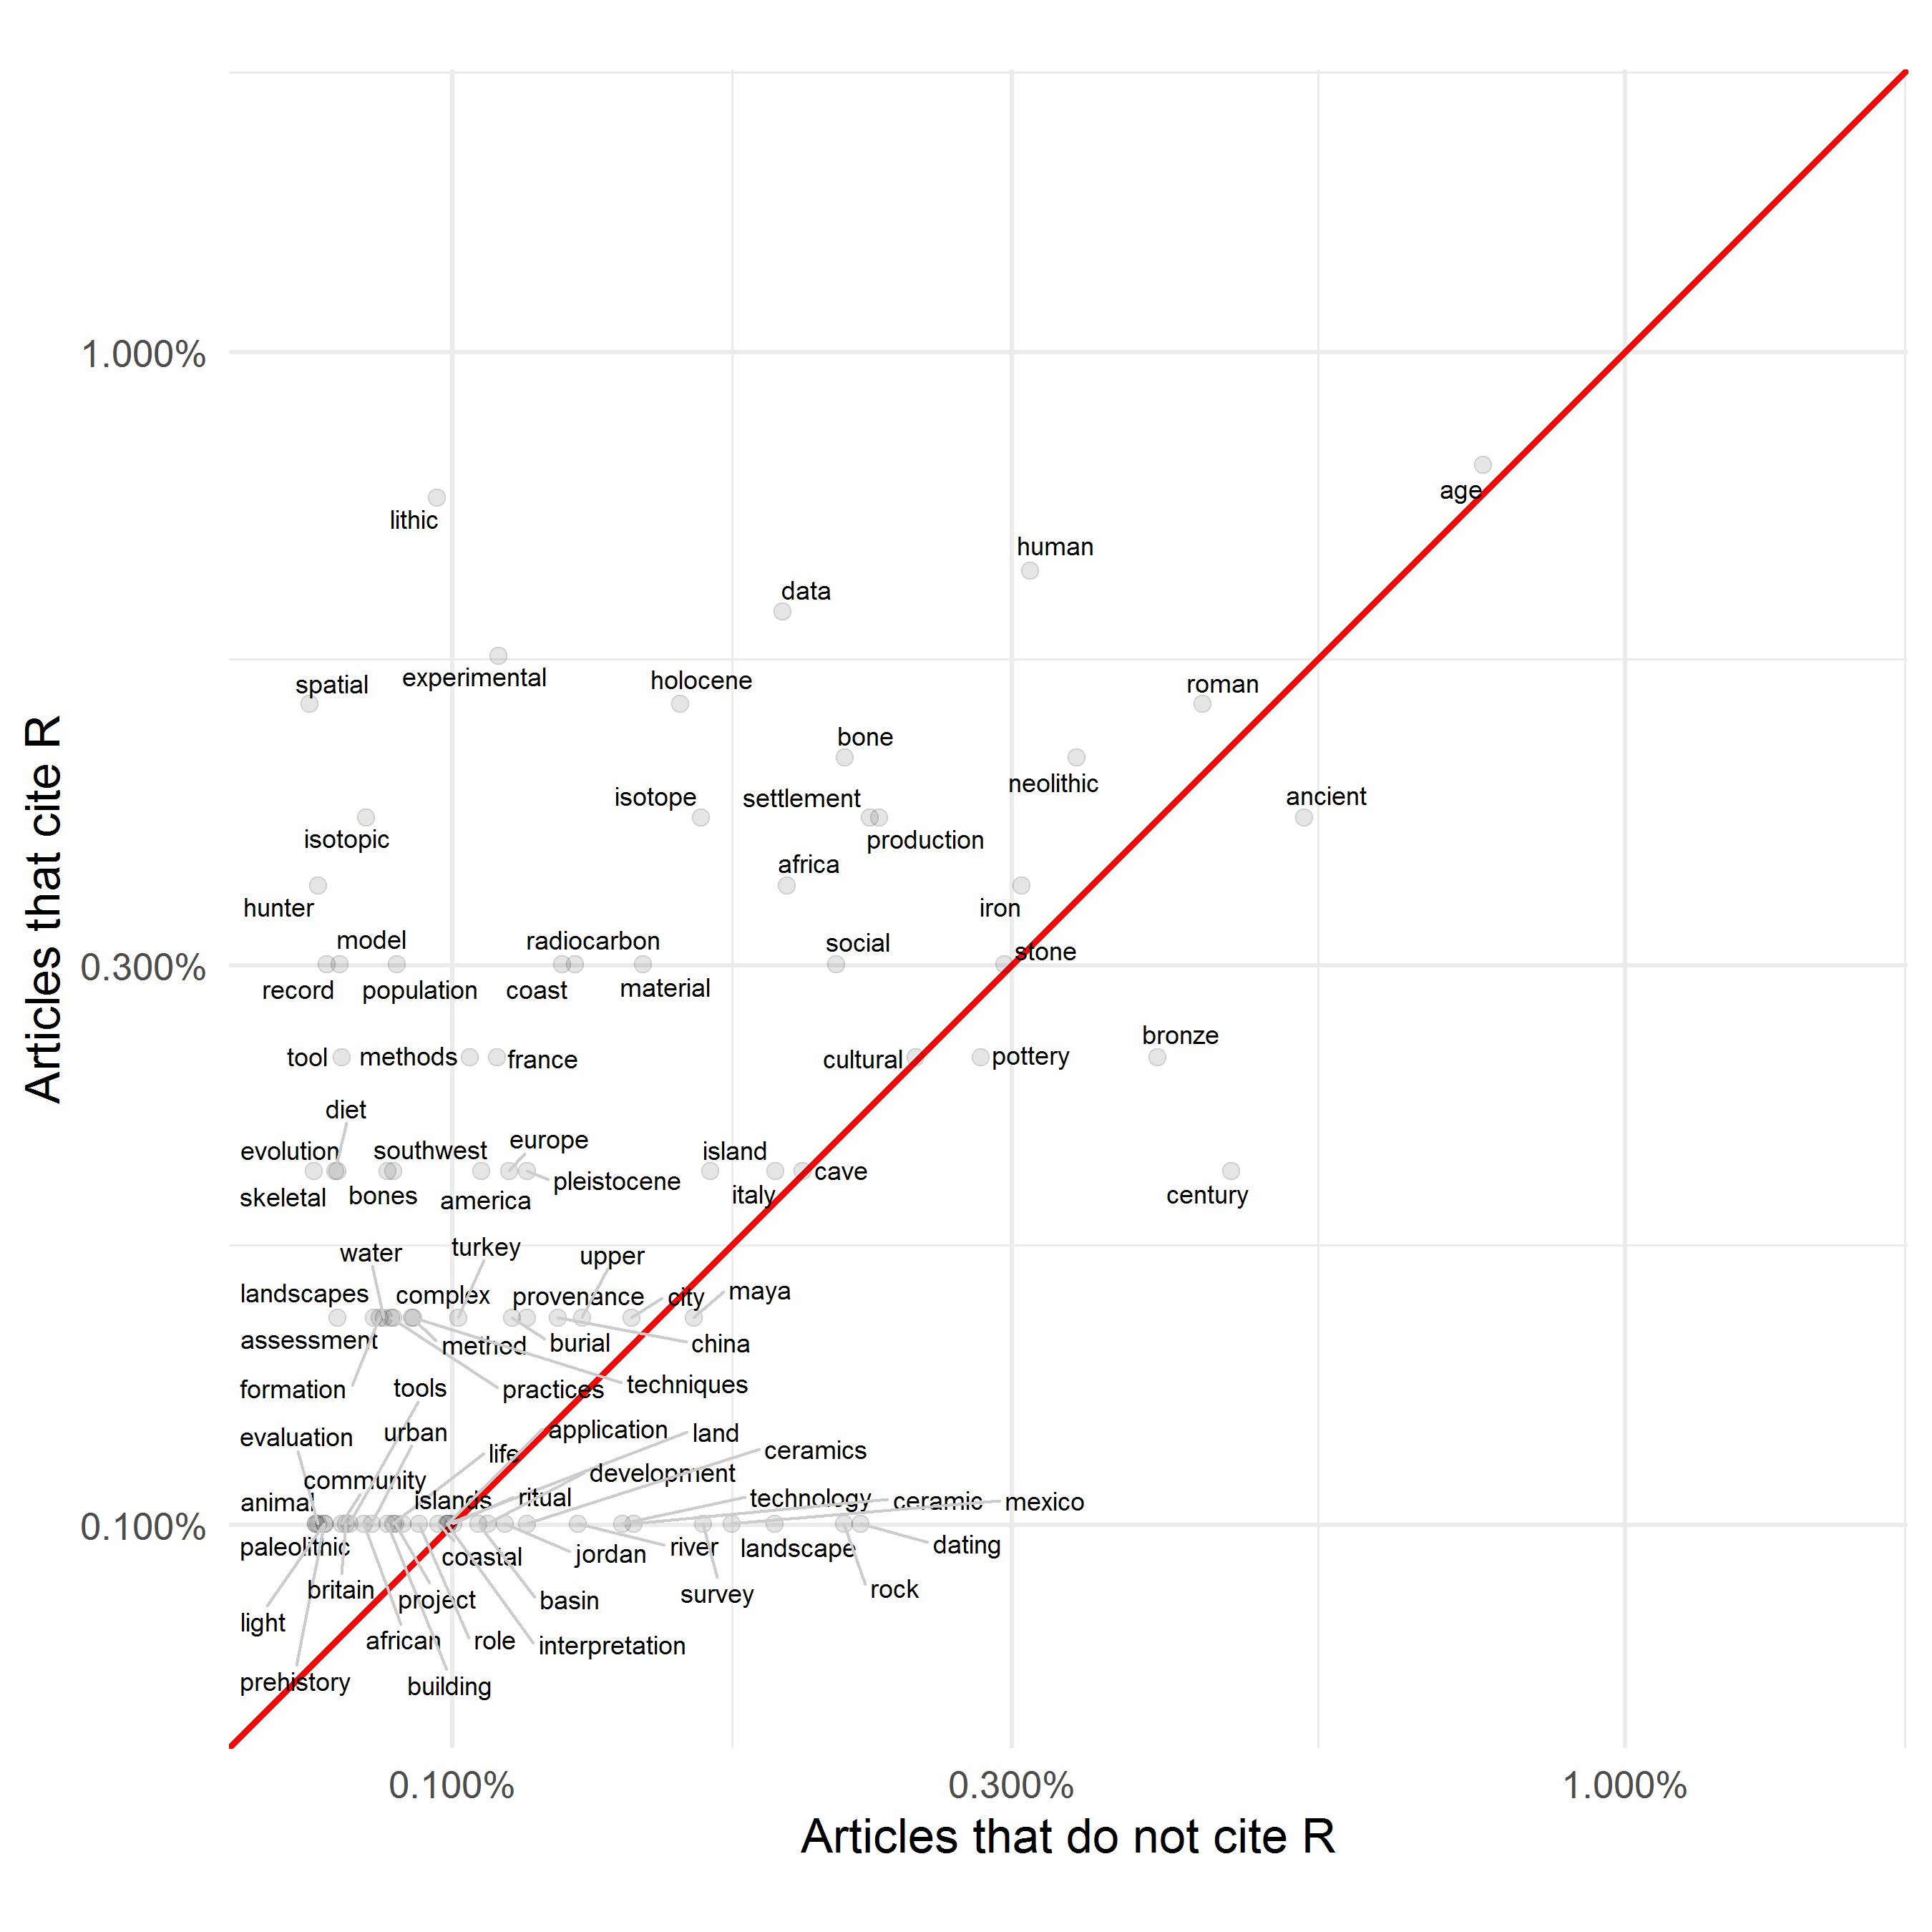 1.000%
age
lithic
human
data
experimental
spatial
holocene
roman
bone
neolithic
isotope
settlement
ancient
isotopic
production
africa
hunter
iron
model
radiocarbon
social
stone
0.300%
record
population
coast
material
bronze
tool
methods
france
cultural
pottery
diet
evolution
southwest
europe
island
cave
pleistocene
skeletal
bones
america
italy
century
water
turkey
upper
landscapes
complex
provenance
city
maya
assessment
method
burial
china
formation
tools
practices
techniques
evaluation
urban
life
application
land
ceramics
community
development
animal
islands
ritual
technology
ceramic
mexico
0.100%
paleolithic
coastal
jordan
river
landscape
dating
britain
project
basin
survey
rock
light
african
role
interpretation
prehistory
building
0.100%
0.300%
1.000%
Articles that do not cite R
Articles that cite R